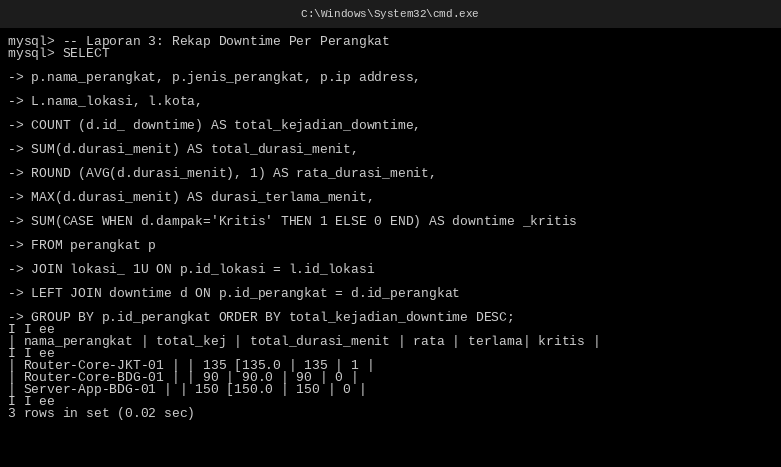 C:\Windows\System32\cmd.exe
mysql> -- Laporan 3: Rekap Downtime Per Perangkat
mysql> SELECT
-> p.nama_perangkat, p.jenis_perangkat, p.ip address,
-> L.nama_lokasi, l.kota,
-> COUNT (d.id_ downtime) AS total_kejadian_downtime,
-> SUM(d.durasi_menit) AS total_durasi_menit,
-> ROUND (AVG(d.durasi_menit), 1) AS rata_durasi_menit,
-> MAX(d.durasi_menit) AS durasi_terlama_menit,
-> SUM(CASE WHEN d.dampak='Kritis' THEN 1 ELSE 0 END) AS downtime _kritis
-> FROM perangkat p
-> JOIN lokasi_ 1U ON p.id_lokasi = l.id_lokasi
-> LEFT JOIN downtime d ON p.id_perangkat = d.id_perangkat
-> GROUP BY p.id_perangkat ORDER BY total_kejadian_downtime DESC;
I I ee
| nama_perangkat | total_kej | total_durasi_menit | rata | terlama| kritis |
I I ee
| Router-Core-JKT-01 | | 135 [135.0 | 135 | 1 |
| Router-Core-BDG-01 | | 90 | 90.0 | 90 | 0 |
| Server-App-BDG-01 | | 150 [150.0 | 150 | 0 |
I I ee
3 rows in set (0.02 sec)